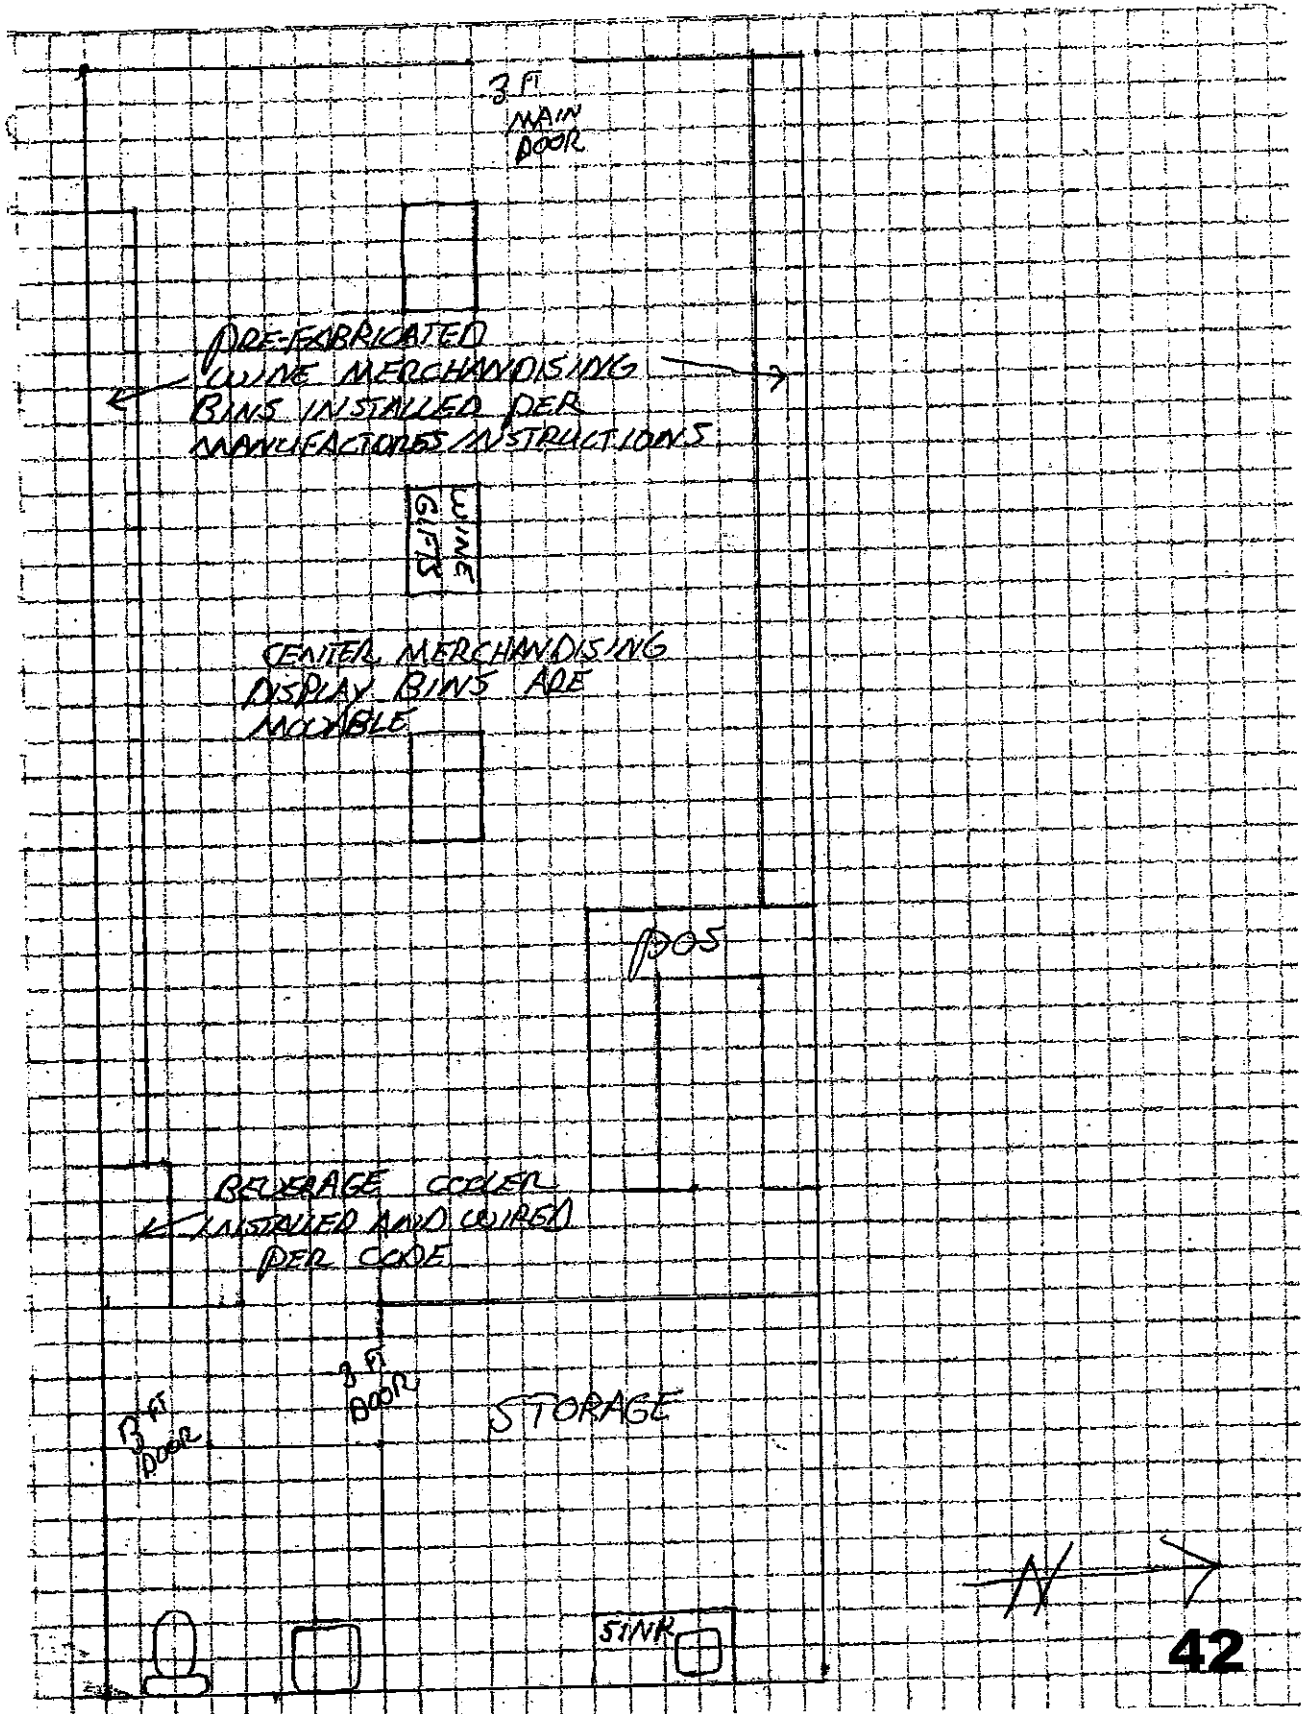 3 FT
MAIN
DOOR
PRE-FABRICATED
WINE MERCHANDISING
BINS INSTALLED PER
MANUFACTORES INSTRUCTIONS
WINE
GIFTS
CENTER MERCHANDISING
DISPLAY BINS ARE
MOVABLE
POS
BEVERAGE COOLER
INSTALLED AND WIRED
PER CODE
3 FT
DOOR
3 FT
DOOR
STORAGE
SINK
N
42